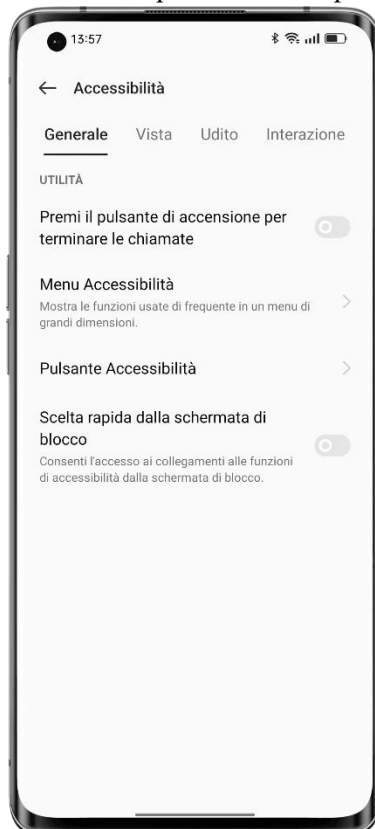 13:57
Accessibilità
Generale Vista Udito Interazione
UTILITÀ
Premi il pulsante di accensione per
terminare le chiamate
Menu Accessibilità
Mostra le funzioni usate di frequente in un menu di
grandi dimensioni.
Pulsante Accessibilità
Scelta rapida dalla schermata di
blocco
Consenti l'accesso ai collegamenti alle funzioni
di accessibilità dalla schermata di blocco.